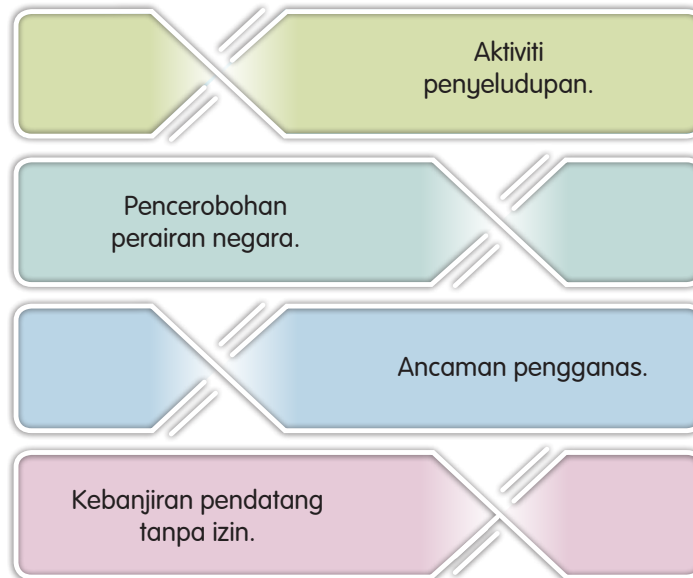 Aktiviti
penyeludupan.
Pencerobohan
perairan negara.
Ancaman pengganas.
Kebanjiran pendatang
tanpa izin.